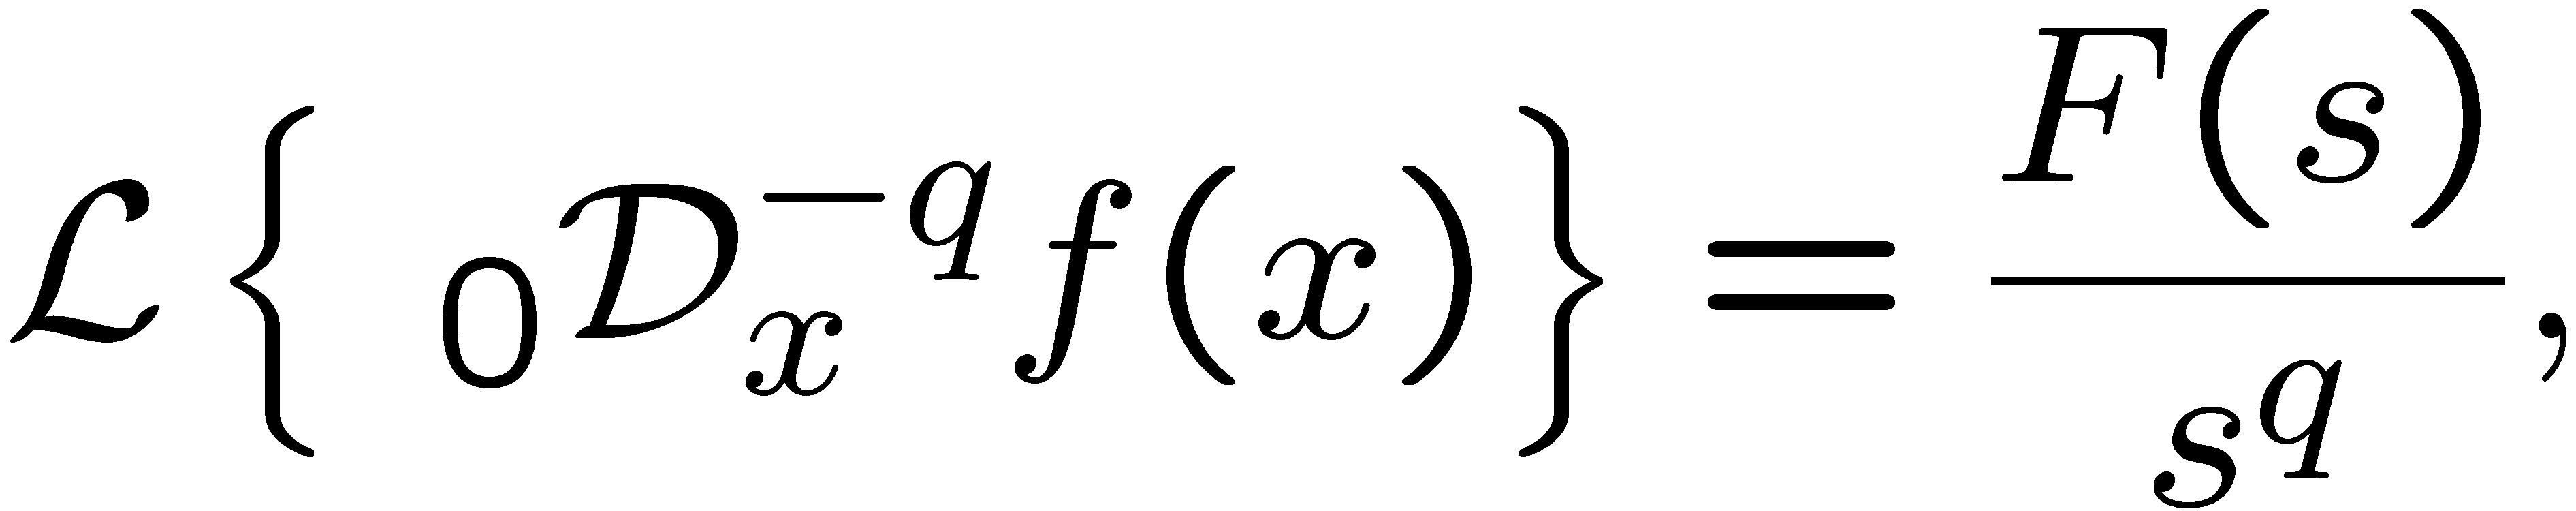 ℒ{ ₀𝒟ₓ^{−q} f(x) } = F(s)/s^q,